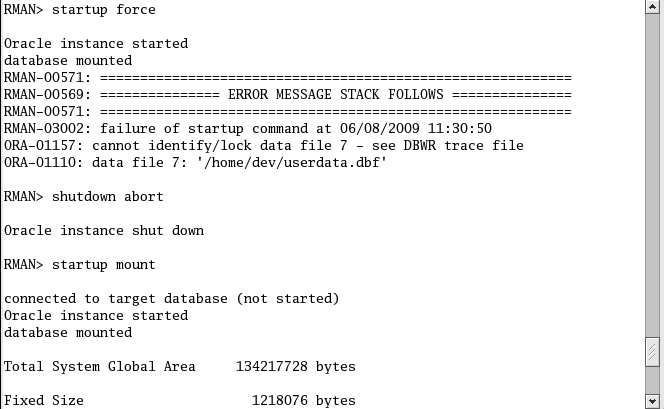 RMAN> startup force
Oracle instance started
database mounted
RMAN-00571: ===========================================================
RMAN-00569: =============== ERROR MESSAGE STACK FOLLOWS ===============
RMAN-00571: ===========================================================
RMAN-03002: failure of startup command at 06/08/2009 11:30:50
ORA-01157: cannot identify/lock data file 7 - see DBWR trace file
ORA-01110: data file 7: '/home/dev/userdata.dbf'
RMAN> shutdown abort
Oracle instance shut down
RMAN> startup mount
connected to target database (not started)
Oracle instance started
database mounted
Total System Global Area     134217728 bytes
Fixed Size                     1218076 bytes